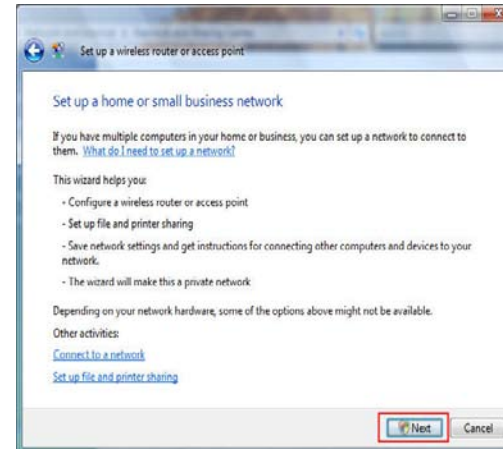 Set up a wireless router or access point
Set up a home or small business network
If you have multiple computers in your home or business, you can set up a network to connect to
them. What do I need to set up a network?
This wizard helps you:
- Configure a wireless router or access point
- Set up file and printer sharing
- Save network settings and get instructions for connecting other computers and devices to your
network.
- The wizard will make this a private network
Depending on your network hardware, some of the options above might not be available.
Other activities:
Connect to a network
Set up file and printer sharing
Next Cancel